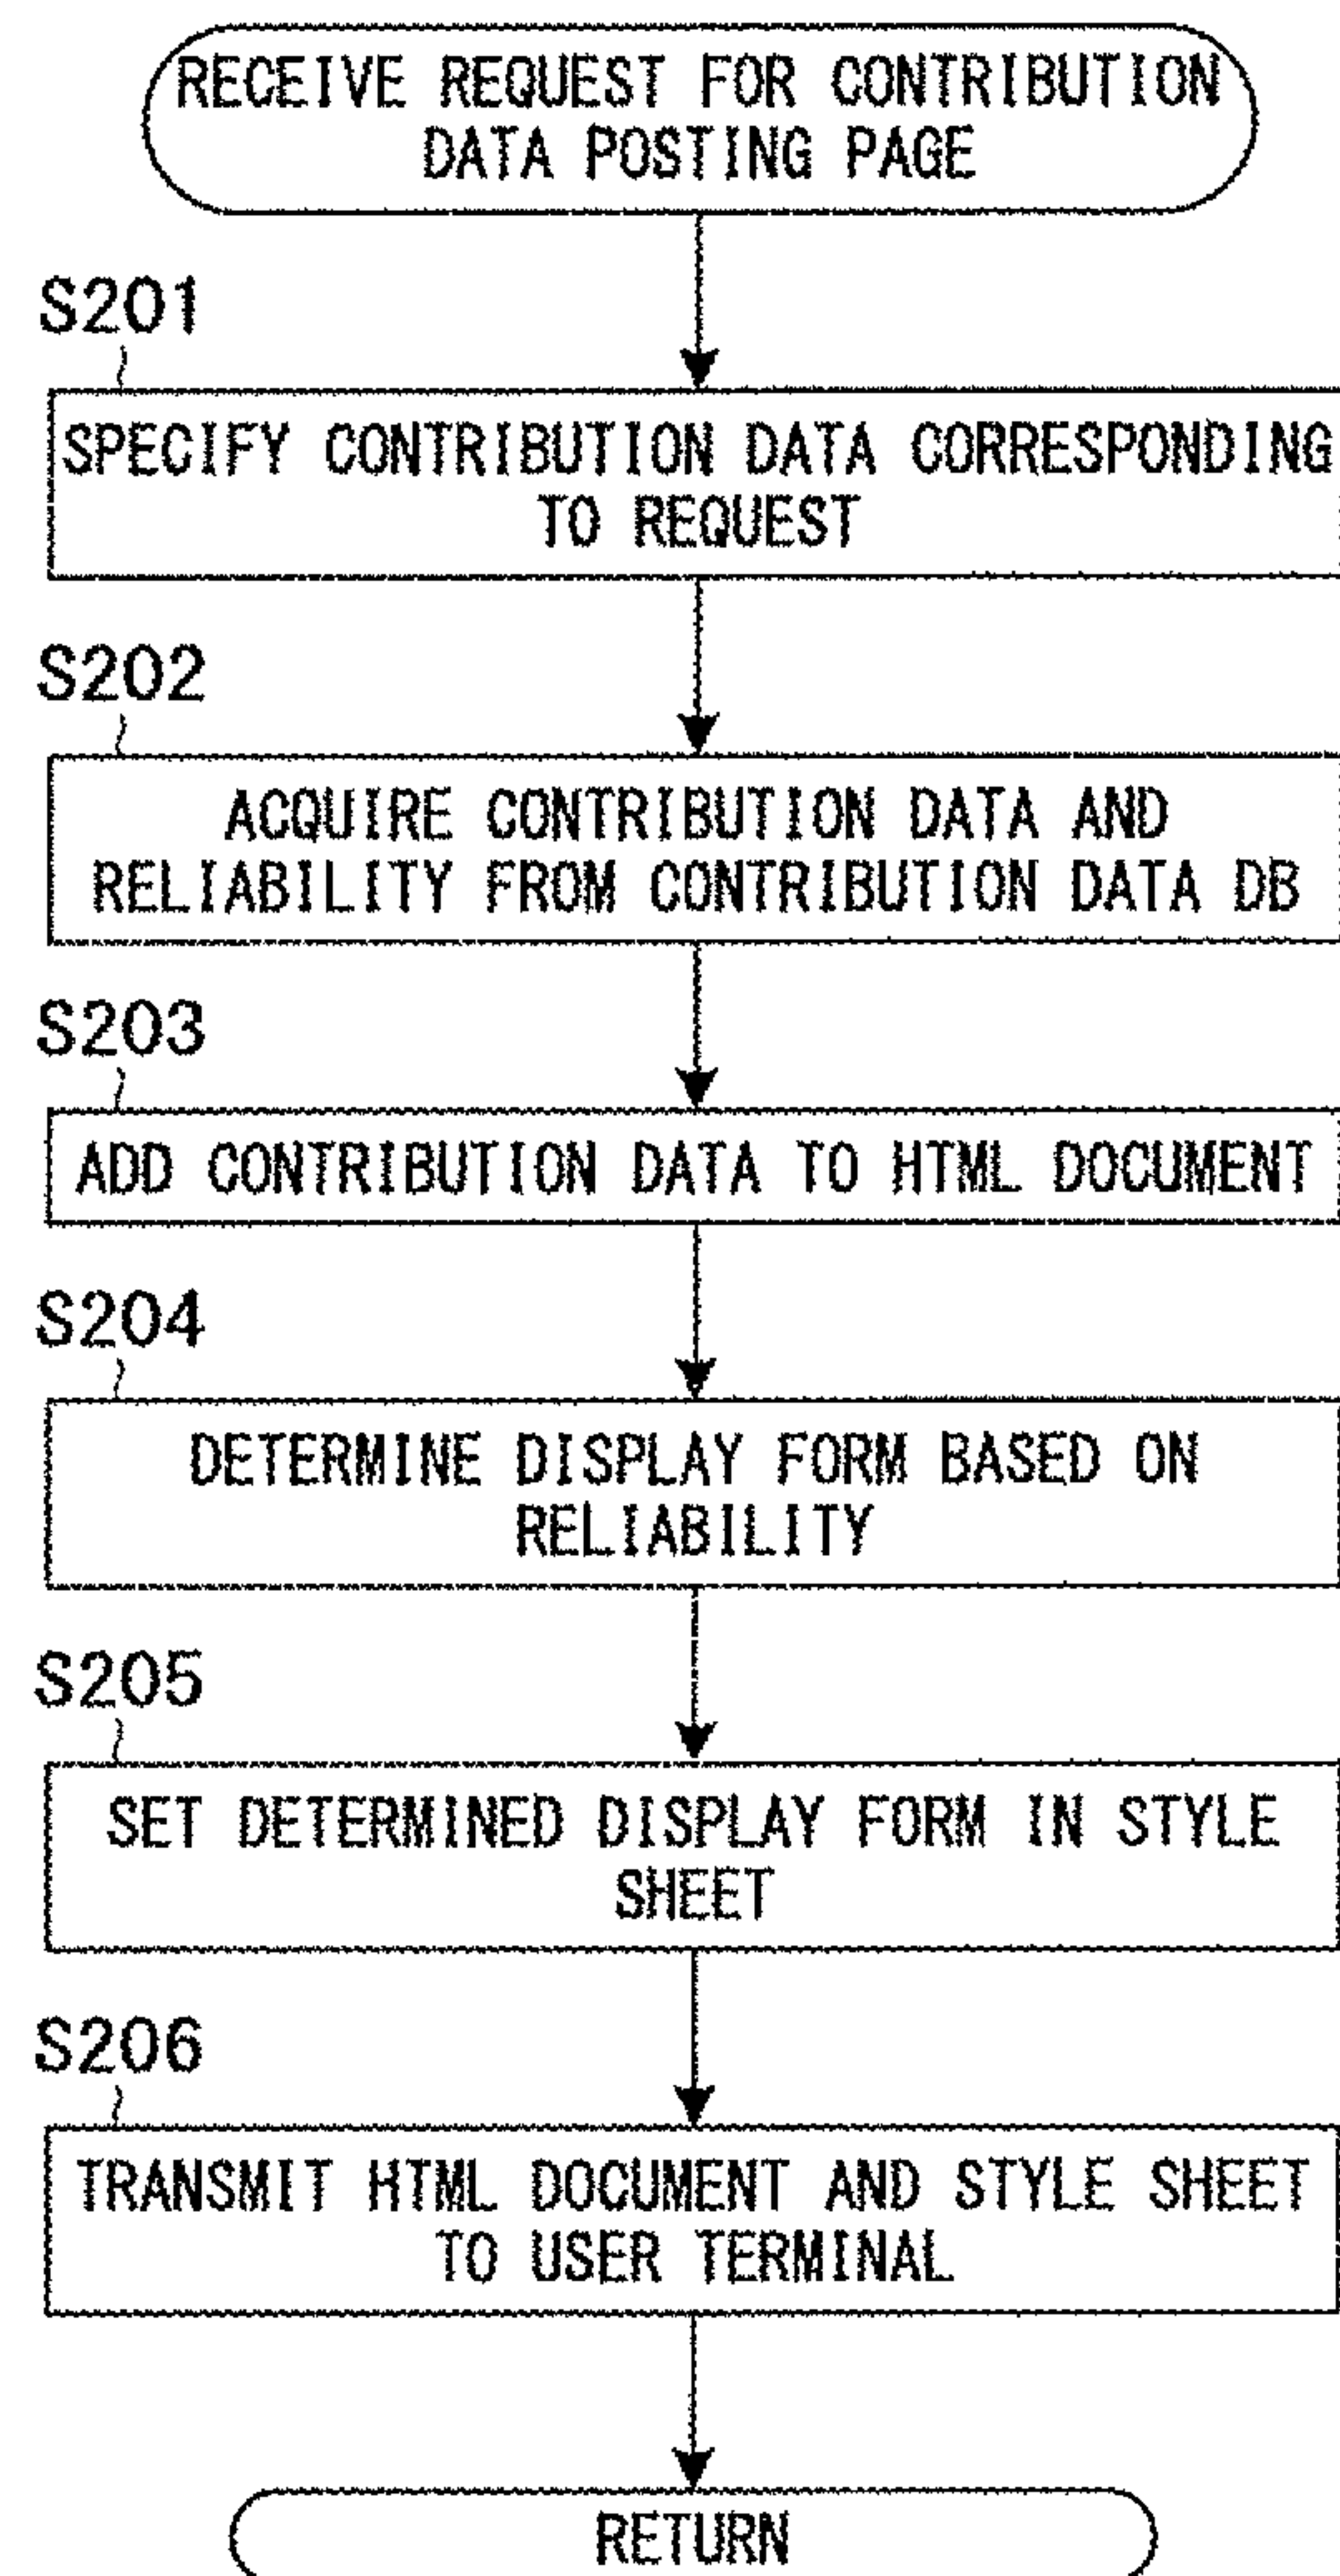 RECEIVE REQUEST FOR CONTRIBUTION
DATA POSTING PAGE
S201
SPECIFY CONTRIBUTION DATA CORRESPONDING
TO REQUEST
S202
ACQUIRE CONTRIBUTION DATA AND
RELIABILITY FROM CONTRIBUTION DATA DB
S203
ADD CONTRIBUTION DATA TO HTML DOCUMENT
S204
DETERMINE DISPLAY FORM BASED ON
RELIABILITY
S205
SET DETERMINED DISPLAY FORM IN STYLE
SHEET
S206
TRANSMIT HTML DOCUMENT AND STYLE SHEET
TO USER TERMINAL
RETURN